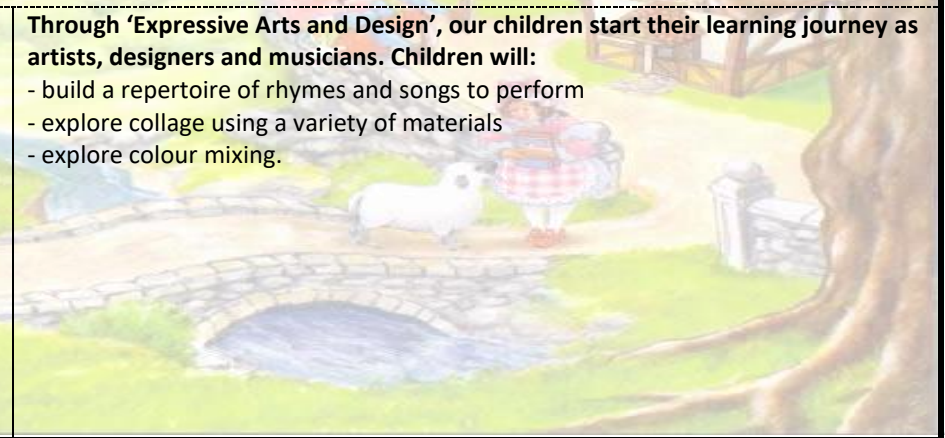 Through ‘Expressive Arts and Design’, our children start their learning journey as
artists, designers and musicians. Children will:
- build a repertoire of rhymes and songs to perform
- explore collage using a variety of materials
- explore colour mixing.